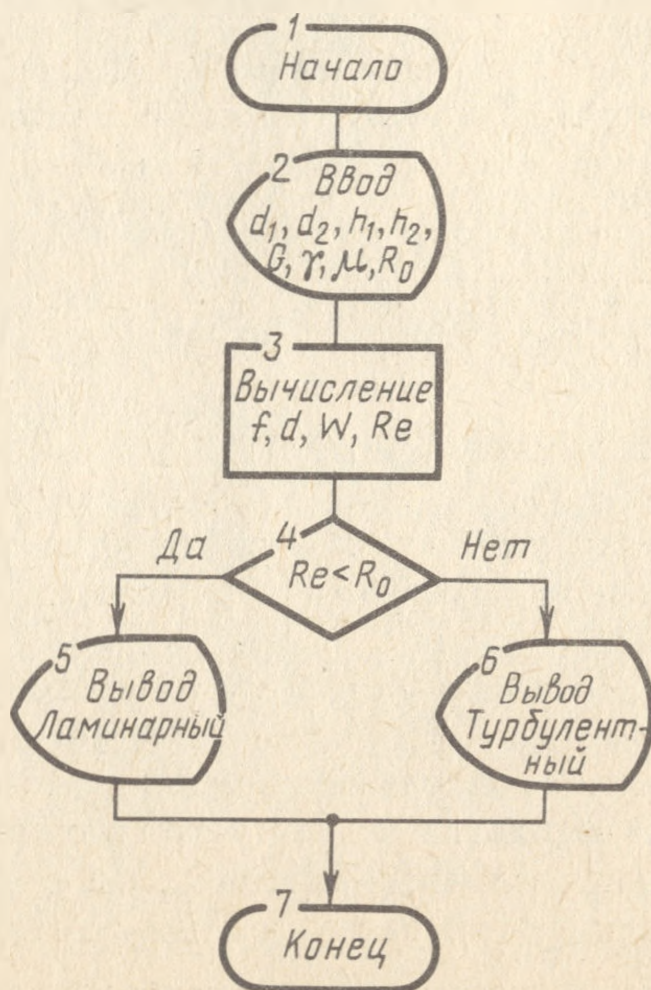 1
Начало
2 Ввод
d₁, d₂, h₁, h₂,
G, γ, μ, R₀
3
Вычисление
f, d, W, Re
4
Да
Нет
Re<R₀
5
Вывод
Ламинарный
6
Вывод
Турбулент-
ный
7
Конец